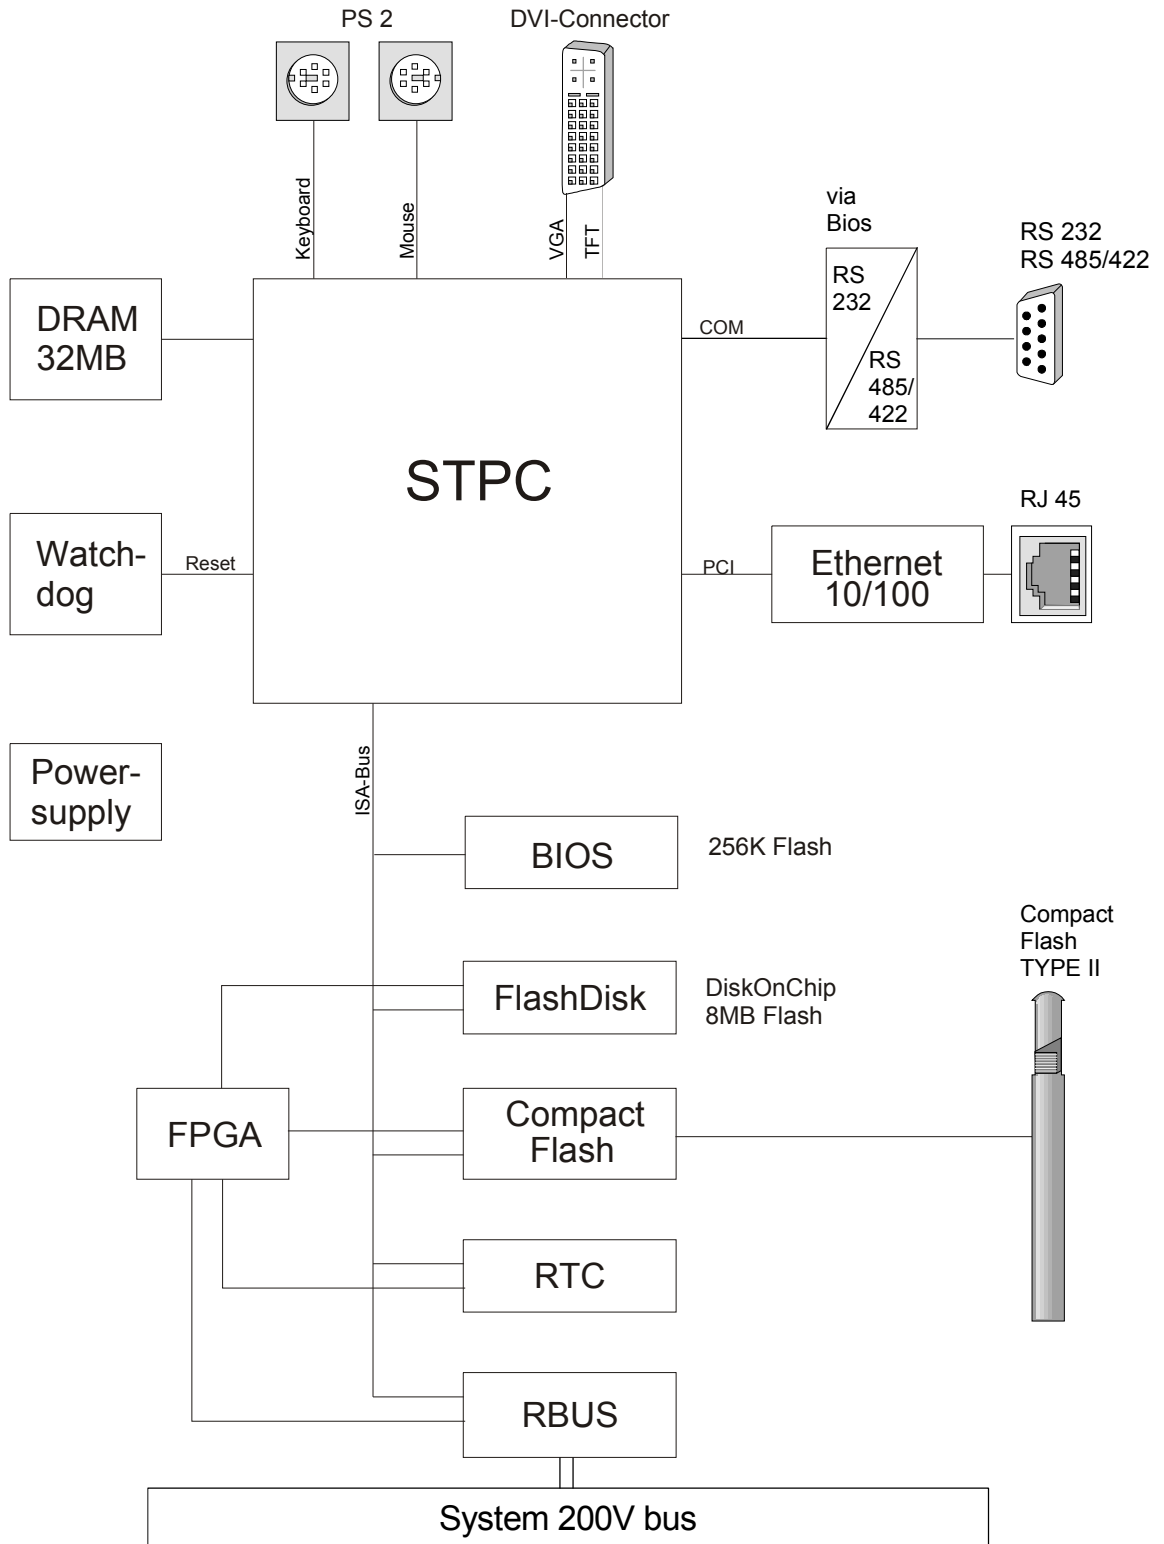 PS 2
DVI-Connector
Keyboard
Mouse
VGA
TFT
via
Bios
RS 232
RS 485/422
RS
232
RS
485/
422
DRAM
32MB
COM
STPC
RJ 45
Watch-
dog
Reset
PCI
Ethernet
10/100
Power-
supply
ISA-Bus
BIOS
256K Flash
Compact
Flash
TYPE II
FlashDisk
DiskOnChip
8MB Flash
FPGA
Compact
Flash
RTC
RBUS
System 200V bus